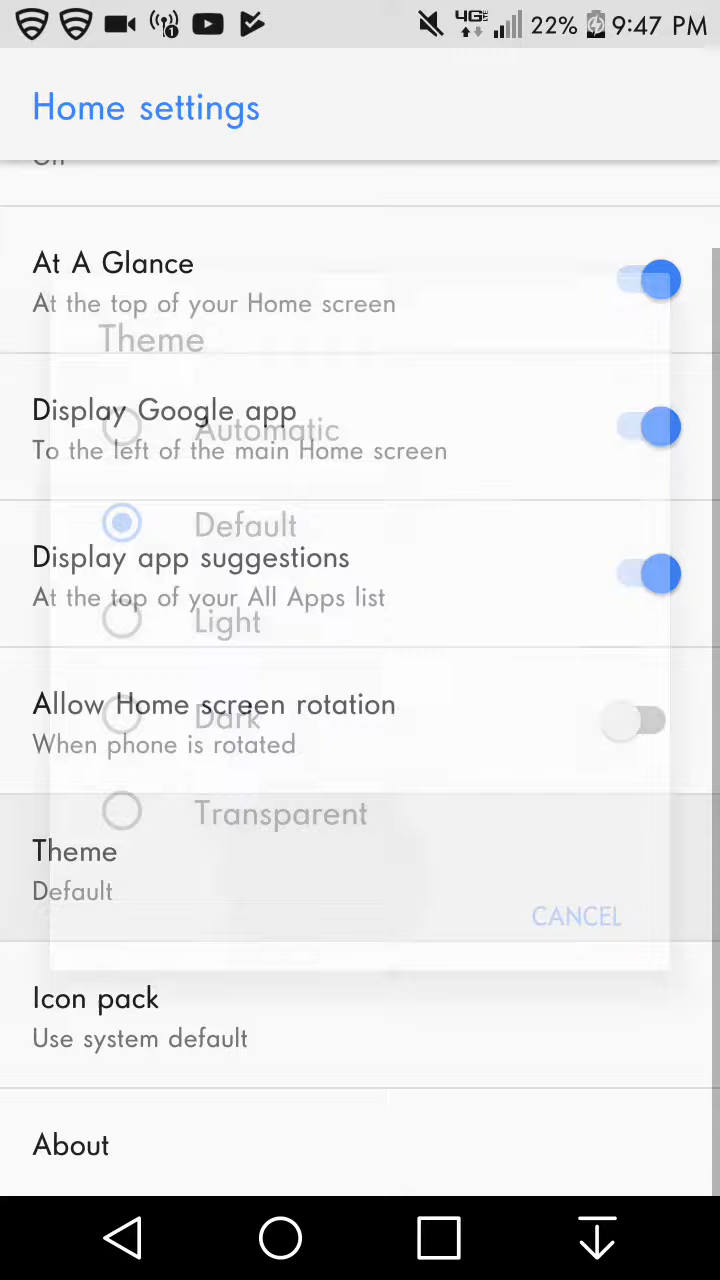 4G
1
22%
9:47 PM
Home settings
On
At A Glance
At the top of your Home screen
Theme
Display Google app
Automatic
To the left of the main Home screen
Default
Display app suggestions
At the top of your All Apps list
Light
Allow Home screen rotation
Dark
When phone is rotated
Transparent
Theme
Default
CANCEL
Icon pack
Use system default
About